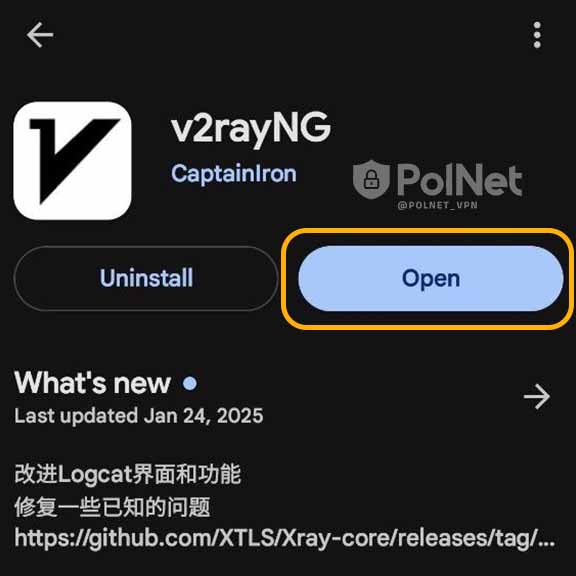 v2rayNG
CaptainIron
PolNet
@POLNET_VPN
Uninstall
Open
What's new
Last updated Jan 24, 2025
改进Logcat界面和功能
修复一些已知的问题
https://github.com/XTLS/Xray-core/releases/tag/...